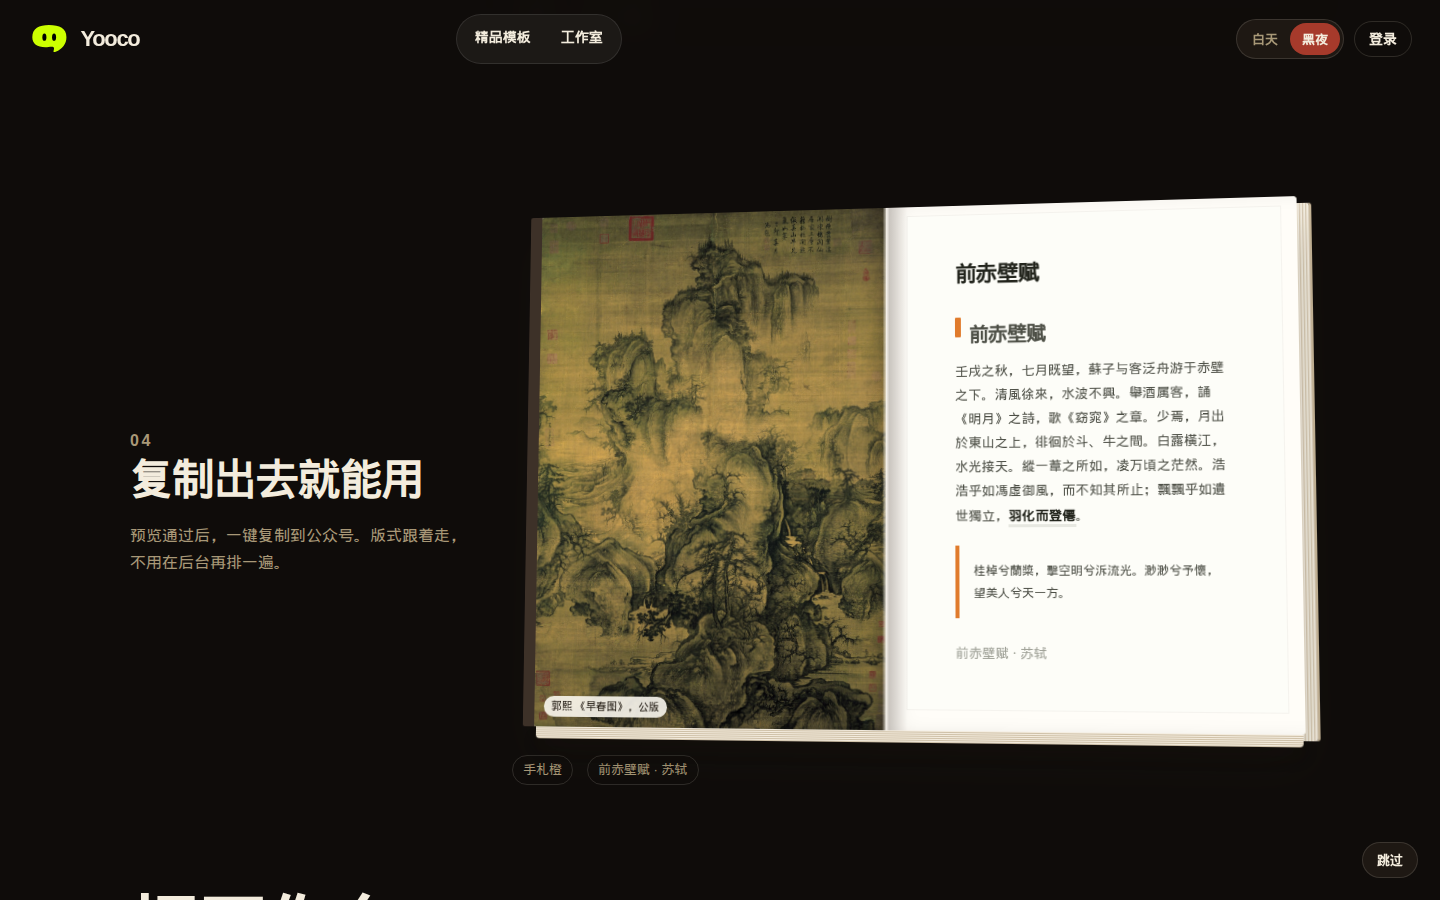 Yooco
精品模板
工作室
白天
黑夜
登录
04
复制出去就能用
预览通过后，一键复制到公众号。版式跟着走，
不用在后台再排一遍。
郭熙《早春图》，公版
前赤壁赋
前赤壁赋
壬戌之秋，七月既望，蘇子与客泛舟游于赤壁
之下。清風徐來，水波不興。舉酒属客，誦
《明月》之詩，歌《窈窕》之章。少焉，月出
於東山之上，徘徊於斗、牛之間。白露橫江，
水光接天。縱一葦之所如，凌万頃之茫然。浩
浩乎如馮虛御風，而不知其所止；飄飄乎如遺
世獨立，羽化而登僊。
桂棹兮蘭槳，擊空明兮泝流光。渺渺兮予懷，
望美人兮天一方。
前赤壁赋 · 苏轼
手札橙
前赤壁赋 · 苏轼
跳过